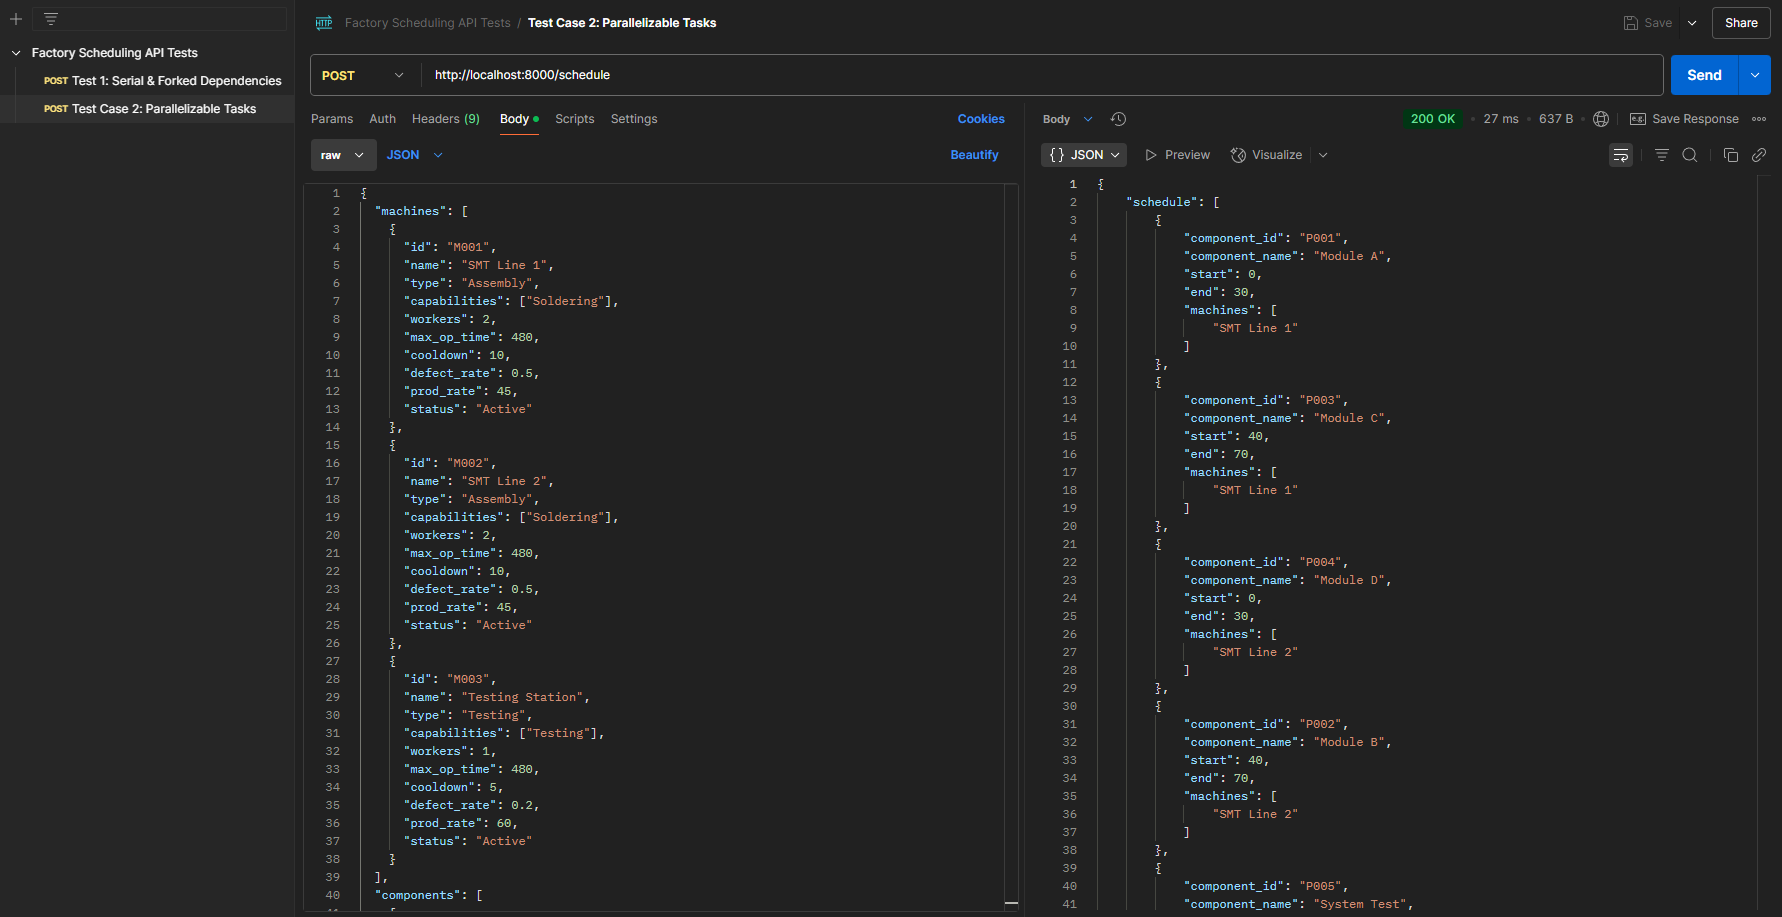 Factory Scheduling API Tests
POST Test 1: Serial & Forked Dependencies
POST Test Case 2: Parallelizable Tasks
HTTP Factory Scheduling API Tests / Test Case 2: Parallelizable Tasks
Save
Share
POST http://localhost:8000/schedule
Send
Params Auth Headers (9) Body Scripts Settings Cookies
raw JSON Beautify
1 {
2 "machines": [
3 {
4 "id": "M001",
5 "name": "SMT Line 1",
6 "type": "Assembly",
7 "capabilities": ["Soldering"],
8 "workers": 2,
9 "max_op_time": 480,
10 "cooldown": 10,
11 "defect_rate": 0.5,
12 "prod_rate": 45,
13 "status": "Active"
14 },
15 {
16 "id": "M002",
17 "name": "SMT Line 2",
18 "type": "Assembly",
19 "capabilities": ["Soldering"],
20 "workers": 2,
21 "max_op_time": 480,
22 "cooldown": 10,
23 "defect_rate": 0.5,
24 "prod_rate": 45,
25 "status": "Active"
26 },
27 {
28 "id": "M003",
29 "name": "Testing Station",
30 "type": "Testing",
31 "capabilities": ["Testing"],
32 "workers": 1,
33 "max_op_time": 480,
34 "cooldown": 5,
35 "defect_rate": 0.2,
36 "prod_rate": 60,
37 "status": "Active"
38 }
39 ],
40 "components": [
Body 200 OK 27 ms 637 B Save Response
{} JSON Preview Visualize
1 {
2 "schedule": [
3 {
4 "component_id": "P001",
5 "component_name": "Module A",
6 "start": 0,
7 "end": 30,
8 "machines": [
9 "SMT Line 1"
10 ]
11 },
12 {
13 "component_id": "P003",
14 "component_name": "Module C",
15 "start": 40,
16 "end": 70,
17 "machines": [
18 "SMT Line 1"
19 ]
20 },
21 {
22 "component_id": "P004",
23 "component_name": "Module D",
24 "start": 0,
25 "end": 30,
26 "machines": [
27 "SMT Line 2"
28 ]
29 },
30 {
31 "component_id": "P002",
32 "component_name": "Module B",
33 "start": 40,
34 "end": 70,
35 "machines": [
36 "SMT Line 2"
37 ]
38 },
39 {
40 "component_id": "P005",
41 "component_name": "System Test",